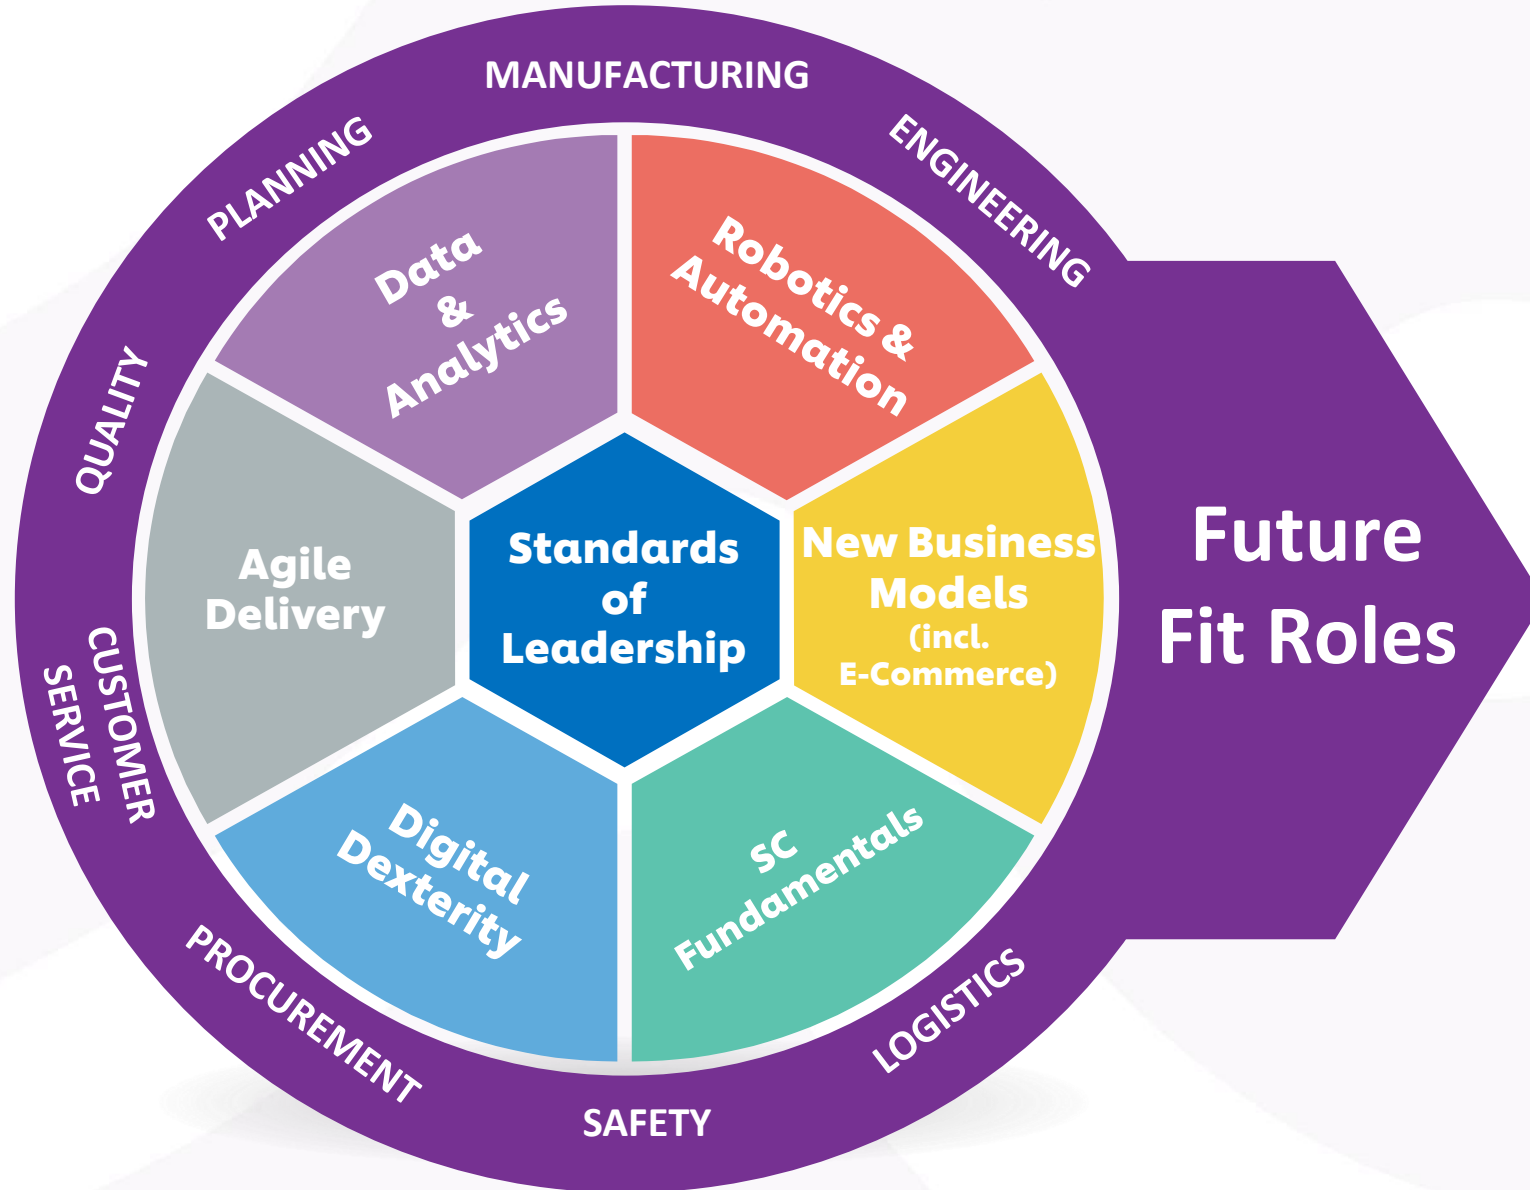 MANUFACTURING
ENGINEERING
PLANNING
QUALITY
CUSTOMER
SERVICE
PROCUREMENT
SAFETY
LOGISTICS
Data
&
Analytics
Robotics &
Automation
Agile
Delivery
Standards
of
Leadership
New Business
Models
(incl.
E-Commerce)
Digital
Dexterity
SC
Fundamentals
Future
Fit Roles